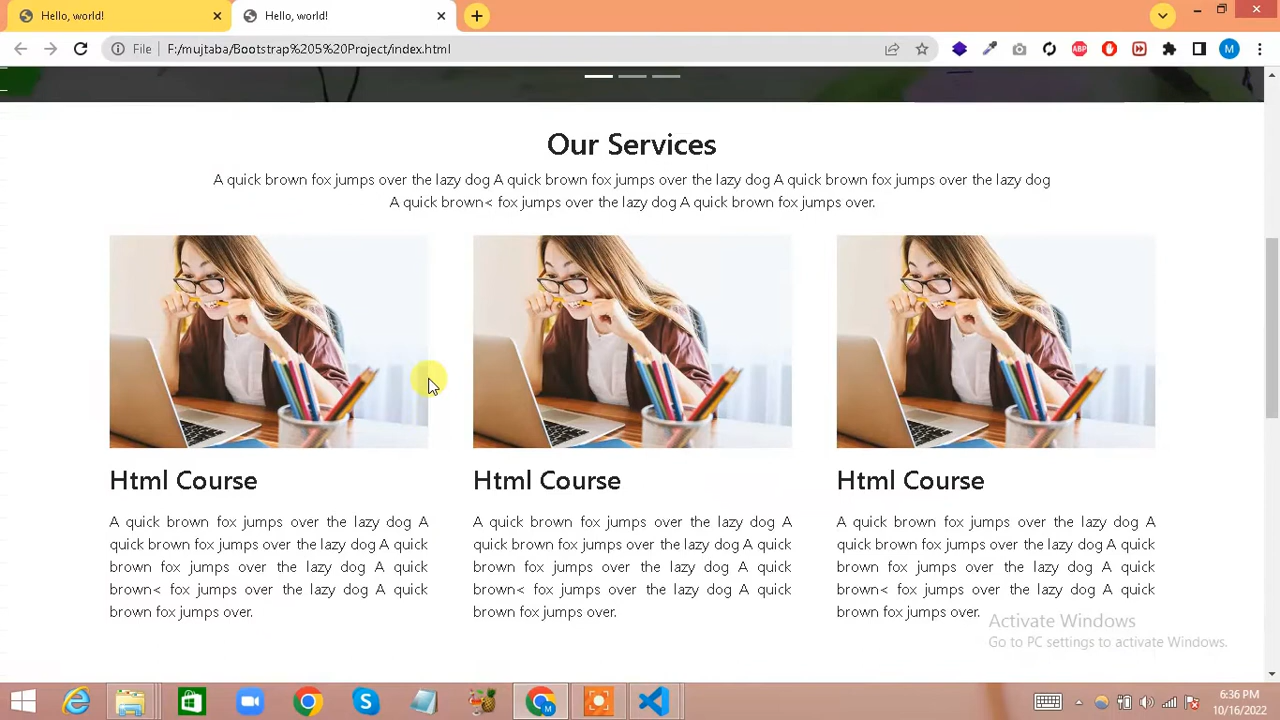 Hello, world!
Hello, world!
File
F:/mujtaba/Bootstrap%205%20Project/index.html
ABP
M
Our Services
A quick brown fox jumps over the lazy dog A quick brown fox jumps over the lazy dog A quick brown fox jumps over the lazy dog
A quick brown< fox jumps over the lazy dog A quick brown fox jumps over.
Html Course
A quick brown fox jumps over the lazy dog A
quick brown fox jumps over the lazy dog A quick
brown fox jumps over the lazy dog A quick
brown< fox jumps over the lazy dog A quick
brown fox jumps over.
Html Course
A quick brown fox jumps over the lazy dog A
quick brown fox jumps over the lazy dog A quick
brown fox jumps over the lazy dog A quick
brown< fox jumps over the lazy dog A quick
brown fox jumps over.
Html Course
A quick brown fox jumps over the lazy dog A
quick brown fox jumps over the lazy dog A quick
brown fox jumps over the lazy dog A quick
brown< fox jumps over the lazy dog A quick
brown fox jumps over.
Activate Windows
Go to PC settings to activate Windows.
6:36 PM
10/16/2022